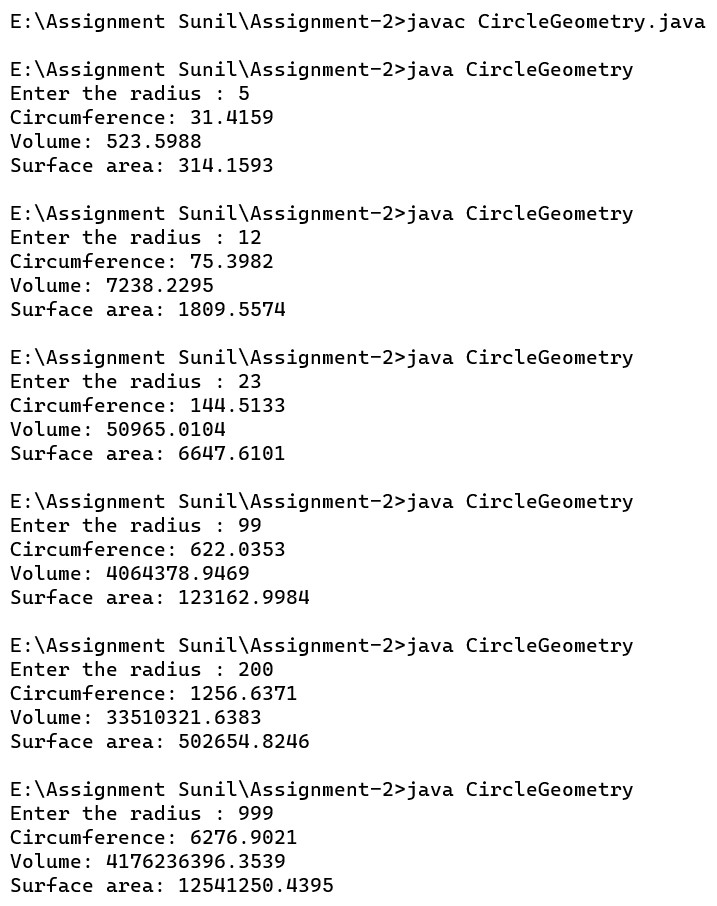 E:\Assignment Sunil\Assignment-2>javac CircleGeometry.java
E:\Assignment Sunil\Assignment-2>java CircleGeometry
Enter the radius : 5
Circumference: 31.4159
Volume: 523.5988
Surface area: 314.1593
E:\Assignment Sunil\Assignment-2>java CircleGeometry
Enter the radius : 12
Circumference: 75.3982
Volume: 7238.2295
Surface area: 1809.5574
E:\Assignment Sunil\Assignment-2>java CircleGeometry
Enter the radius : 23
Circumference: 144.5133
Volume: 50965.0104
Surface area: 6647.6101
E:\Assignment Sunil\Assignment-2>java CircleGeometry
Enter the radius : 99
Circumference: 622.0353
Volume: 4064378.9469
Surface area: 123162.9984
E:\Assignment Sunil\Assignment-2>java CircleGeometry
Enter the radius : 200
Circumference: 1256.6371
Volume: 33510321.6383
Surface area: 502654.8246
E:\Assignment Sunil\Assignment-2>java CircleGeometry
Enter the radius : 999
Circumference: 6276.9021
Volume: 4176236396.3539
Surface area: 12541250.4395